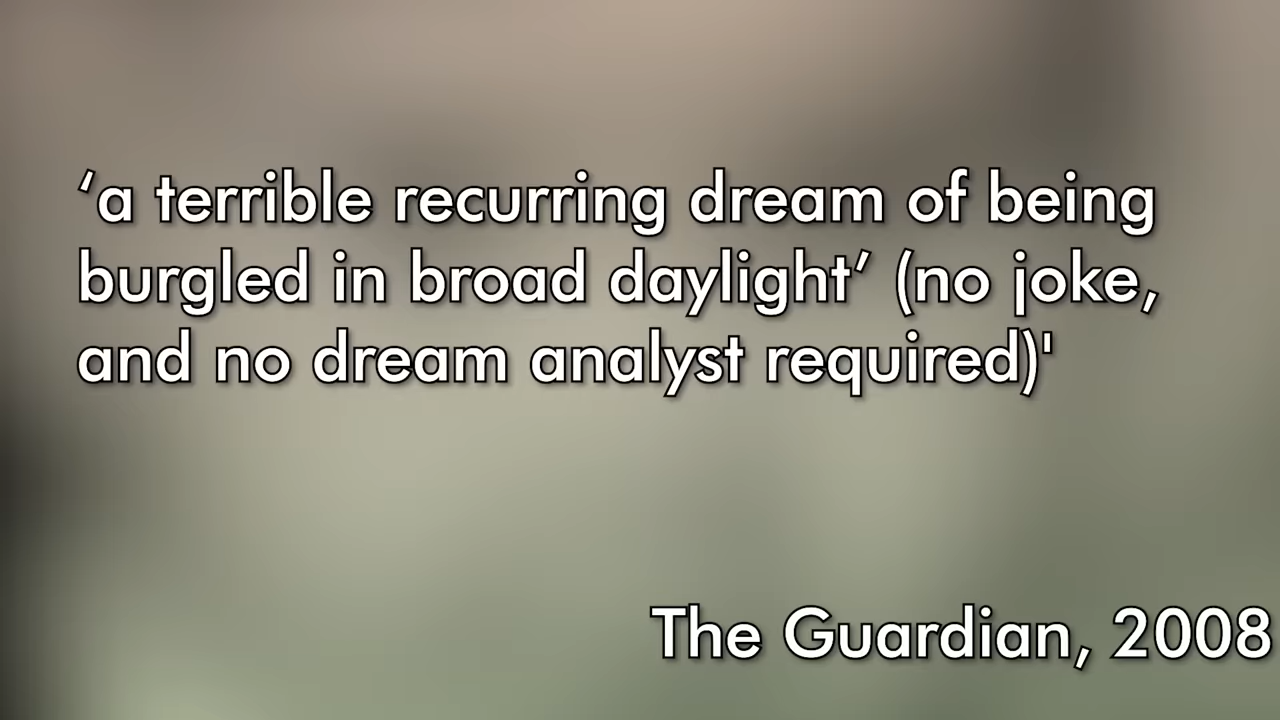 ‘a terrible recurring dream of being
burgled in broad daylight’ (no joke,
and no dream analyst required)'
The Guardian, 2008